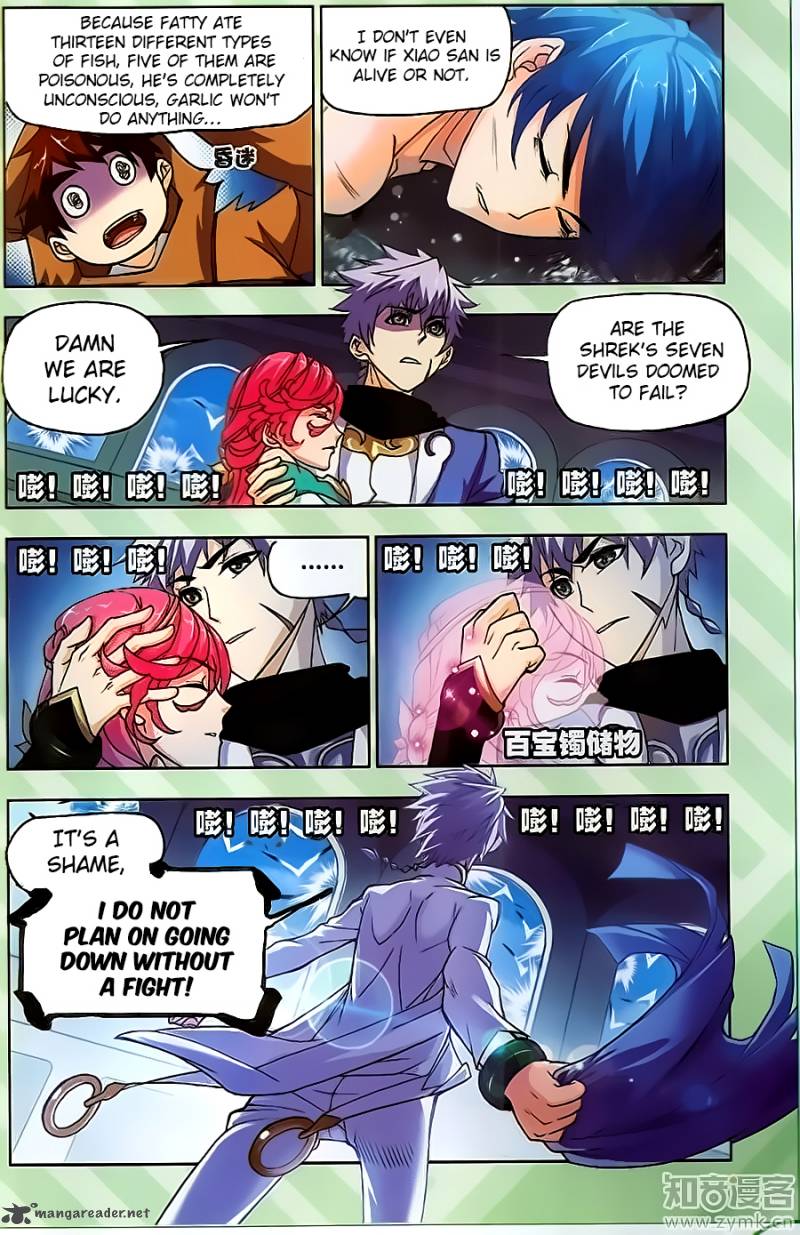 BECAUSE FATTY ATE
THIRTEEN DIFFERENT TYPES
OF FISH, FIVE OF THEM ARE
POISONOUS, HE'S COMPLETELY
UNCONSCIOUS, GARLIC WON'T
DO ANYTHING...
昏迷
I DON'T EVEN
KNOW IF XIAO SAN IS
ALIVE OR NOT.
DAMN
WE ARE
LUCKY.
ARE THE
SHREK'S SEVEN
DEVILS DOOMED
TO FAIL?
嘭！嘭！嘭！嘭！
嘭！嘭！嘭！嘭！
嘭！嘭！嘭！
......
嘭！嘭！嘭！
百宝镯储物
嘭！嘭！嘭！嘭！
嘭！嘭！嘭！嘭！
IT'S A
SHAME,
I DO NOT
PLAN ON GOING
DOWN WITHOUT
A FIGHT!
知音漫客
www.zymk.cn
mangareader.net